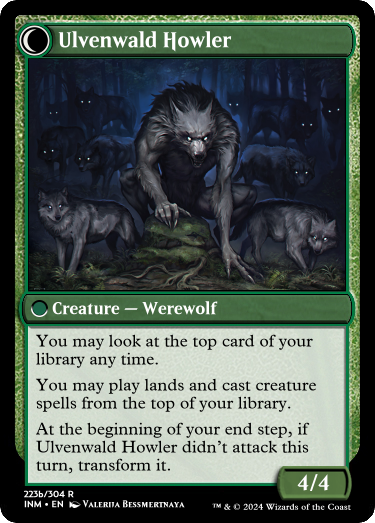 Ulvenwald Howler
Creature — Werewolf
You may look at the top card of your
library any time.
You may play lands and cast creature
spells from the top of your library.
At the beginning of your end step, if
Ulvenwald Howler didn't attack this
turn, transform it.
4/4
223b/304 R
INM • EN Valerija Bessmertnaya
™ & © 2024 Wizards of the Coast